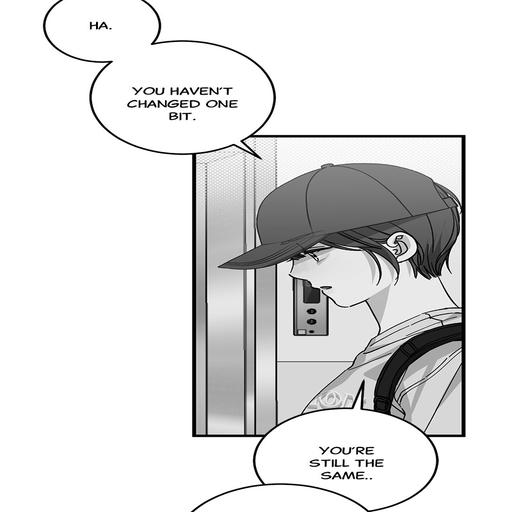 HA.
YOU HAVEN'T
CHANGED ONE
BIT.
YOU'RE
STILL THE
SAME..